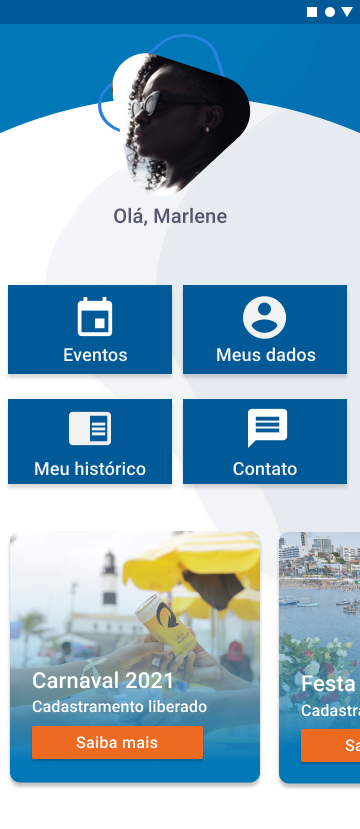 Olá, Marlene
Eventos
Meus dados
Meu histórico
Contato
Carnaval 2021
Cadastramento liberado
Saiba mais
Festa
Cadastra
Sa